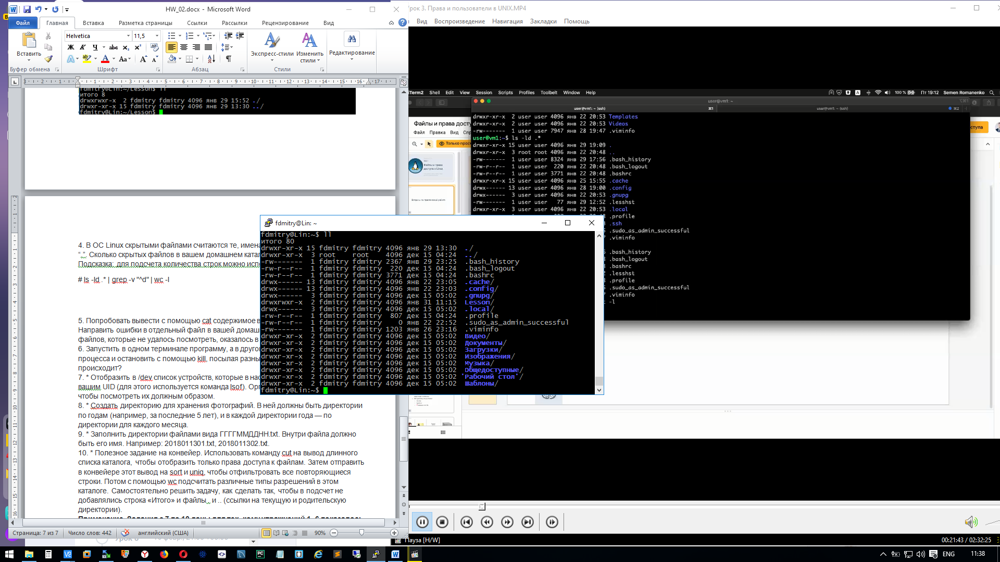 HW_02.docx - Microsoft Word
Файл Главная Вставка Разметка страницы Ссылки Рассылки Рецензирование Вид
Helvetica 11,5
Вставить
Экспресс-стили
Изменить стили
Редактирование
Буфер обмена Шрифт Абзац Стили
fdmitry@Lin:~/Lesson$ ll
итого 8
drwxrwxr-x  2 fdmitry fdmitry 4096 янв 29 15:52 ./
drwxr-xr-x 15 fdmitry fdmitry 4096 янв 29 13:30 ../
fdmitry@Lin:~/Lesson$
4. В ОС Linux скрытыми файлами считаются те, имена
“.”. Сколько скрытых файлов в вашем домашнем ката
Подсказка: для подсчета количества строк можно исп
# ls -ld .* | grep -v "^d" | wc -l
5. Попробовать вывести с помощью cat содержимое в
Направить ошибки в отдельный файл в вашей домаш
файлов, которые не удалось посмотреть, оказалось в
6. Запустить в одном терминале программу, а в друго
процесса и остановить с помощью kill, посылая разны
происходит?
7. * Отобразить в /dev список устройств, которые в нас
вашим UID (для этого используется команда lsof). Орг
чтобы посмотреть их должным образом.
8. * Создать директорию для хранения фотографий. В ней должны быть директории
по годам (например, за последние 5 лет), и в каждой директории года — по
директории для каждого месяца.
9. * Заполнить директории файлами вида ГГГГММДДНН.txt. Внутри файла должно
быть его имя. Например: 2018011301.txt, 2018011302.txt.
10. * Полезное задание на конвейер. Использовать команду cut на вывод длинного
списка каталога, чтобы отобразить только права доступа к файлам. Затем отправить
в конвейере этот вывод на sort и uniq, чтобы отфильтровать все повторяющиеся
строки. Потом с помощью wc подсчитать различные типы разрешений в этом
каталоге. Самостоятельно решить задачу, как сделать так, чтобы в подсчет не
добавлялись строка «Итого» и файлы . и .. (ссылки на текущую и родительскую
директории).
Страница: 7 из 7 Число слов: 442 английский (США) 90%
fdmitry@Lin: ~
fdmitry@Lin:~$ ll
итого 80
drwxr-xr-x 15 fdmitry fdmitry 4096 янв 29 13:30  ./
drwxr-xr-x  3 root    root    4096 дек 15 04:24  ../
-rw-------  1 fdmitry fdmitry 2367 янв 29 23:25  .bash_history
-rw-r--r--  1 fdmitry fdmitry  220 дек 15 04:24  .bash_logout
-rw-r--r--  1 fdmitry fdmitry 3771 дек 15 04:24  .bashrc
drwx------ 13 fdmitry fdmitry 4096 янв 22 23:05  .cache/
drwx------ 13 fdmitry fdmitry 4096 янв 22 23:03  .config/
drwx------  3 fdmitry fdmitry 4096 дек 15 05:02  .gnupg/
drwxrwxr-x  2 fdmitry fdmitry 4096 янв 31 11:15  Lesson/
drwx------  3 fdmitry fdmitry 4096 дек 15 05:02  .local/
-rw-r--r--  1 fdmitry fdmitry  807 дек 15 04:24  .profile
-rw-r--r--  1 fdmitry fdmitry    0 янв 22 22:52  .sudo_as_admin_successful
-rw-------  1 fdmitry fdmitry 1203 янв 26 23:16  .viminfo
drwxr-xr-x  2 fdmitry fdmitry 4096 дек 15 05:02  Видео/
drwxr-xr-x  2 fdmitry fdmitry 4096 дек 15 05:02  Документы/
drwxr-xr-x  2 fdmitry fdmitry 4096 дек 15 05:02  Загрузки/
drwxr-xr-x  2 fdmitry fdmitry 4096 дек 15 05:02  Изображения/
drwxr-xr-x  2 fdmitry fdmitry 4096 дек 15 05:02  Музыка/
drwxr-xr-x  2 fdmitry fdmitry 4096 дек 15 05:02  Общедоступные/
drwxr-xr-x  2 fdmitry fdmitry 4096 дек 15 05:02 'Рабочий стол'/
drwxr-xr-x  2 fdmitry fdmitry 4096 дек 15 05:02  Шаблоны/
fdmitry@Lin:~$
рок 3. Права и пользователи в UNIX.MP4
Вид Воспроизведение Навигация Закладки Помощь
iTerm2 Shell Edit View Session Scripts Profiles Toolbelt Window Help 100 % Пт 19:12 Semen Romanenko
user@vm1: ~
user@vm1: ~ (ssh) ⌘1 user@vm1: ~ (ssh) ⌘2
Файлы и права дост
Файл Правка Вид
Только прос
Файлы и права
доступа в Linux
Вопросы по практической работе
ступа
drwxr-xr-x  2 user user 4096 янв 22 20:53 Templates
drwxr-xr-x  2 user user 4096 янв 22 20:53 Videos
-rw-------  1 user user 7947 янв 28 19:47 .viminfo
user@vm1:~$ ls -ld .*
drwxr-xr-x 15 user user 4096 янв 29 19:09 .
drwxr-xr-x  3 root root 4096 янв 22 20:48 ..
-rw-------  1 user user 8324 янв 29 17:56 .bash_history
-rw-r--r--  1 user user  220 янв 22 20:48 .bash_logout
-rw-r--r--  1 user user 3771 янв 22 20:48 .bashrc
drwxr-xr-x 15 user user 4096 янв 25 15:55 .cache
drwx------ 13 user user 4096 янв 28 19:00 .config
drwx------  3 user user 4096 янв 22 20:53 .gnupg
-rw-------  1 user user   77 янв 29 12:52 .lesshst
drwxr-xr-x  3 user user 4096 янв 22 20:53 .local
.profile
.ssh
.sudo_as_admin_successful
.viminfo
.bash_history
.bash_logout
.bashrc
.lesshst
.profile
.sudo_as_admin_successful
.viminfo
-l
Пауза [H/W] 00:21:43 / 02:32:25
ENG 11:38